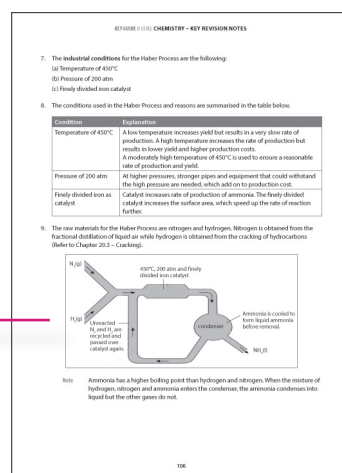 KEY GUIDE O-LEVEL CHEMISTRY – KEY REVISION NOTES
7. The industrial conditions for the Haber Process are the following:
(a) Temperature of 450°C
(b) Pressure of 200 atm
(c) Finely divided iron catalyst
8. The conditions used in the Haber Process and reasons are summarised in the table below.
Condition Explanation
Temperature of 450°C A low temperature increases yield but results in a very slow rate of
production. A high temperature increases the rate of production but
results in lower yield and higher production costs.
A moderately high temperature of 450°C is used to ensure a reasonable
rate of production and yield.
Pressure of 200 atm At higher pressures, stronger pipes and equipment that could withstand
the high pressure are needed, which add on to production cost.
Finely divided iron as Catalyst increases rate of production of ammonia. The finely divided
catalyst catalyst increases the surface area, which speed up the rate of reaction
further.
9. The raw materials for the Haber Process are nitrogen and hydrogen. Nitrogen is obtained from the
fractional distillation of liquid air while hydrogen is obtained from the cracking of hydrocarbons
(Refer to Chapter 20.3 – Cracking).
N₂(g)
450°C, 200 atm and finely
divided iron catalyst
H₂(g)
Unreacted
N₂ and H₂ are
recycled and
passed over
catalyst again.
condenser
Ammonia is cooled to
form liquid ammonia
before removal.
NH₃(l)
Note Ammonia has a higher boiling point than hydrogen and nitrogen. When the mixture of
hydrogen, nitrogen and ammonia enters the condenser, the ammonia condenses into
liquid but the other gases do not.
106